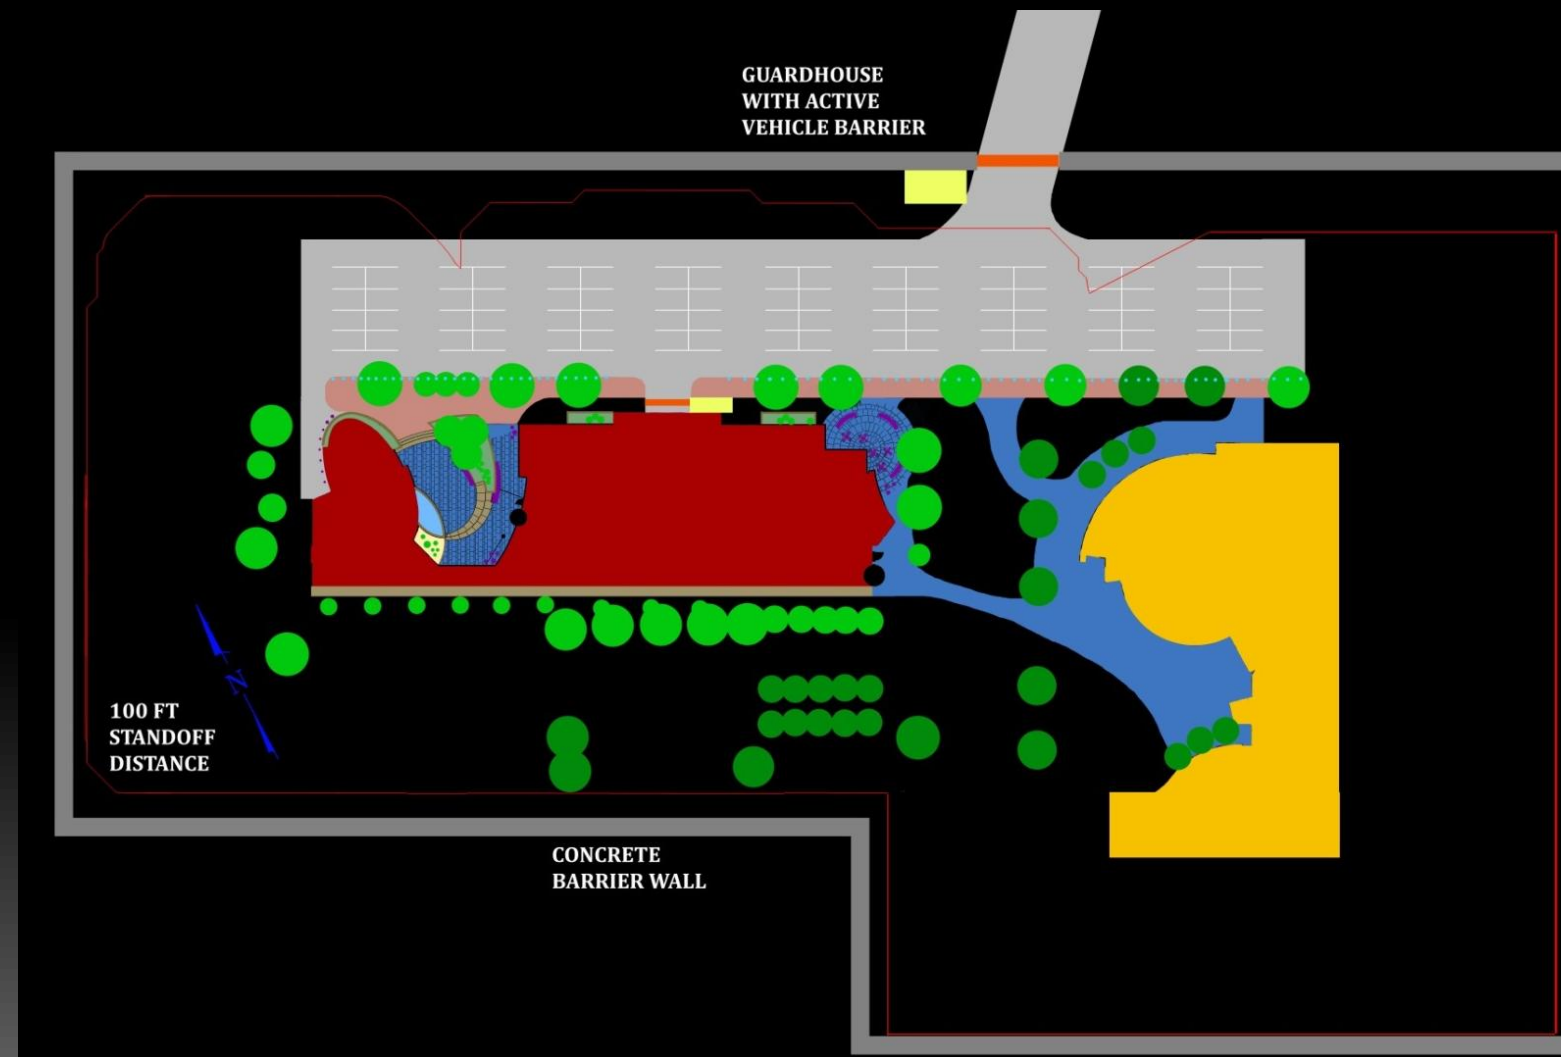 GUARDHOUSE
WITH ACTIVE
VEHICLE BARRIER
N
100 FT
STANDOFF
DISTANCE
CONCRETE
BARRIER WALL